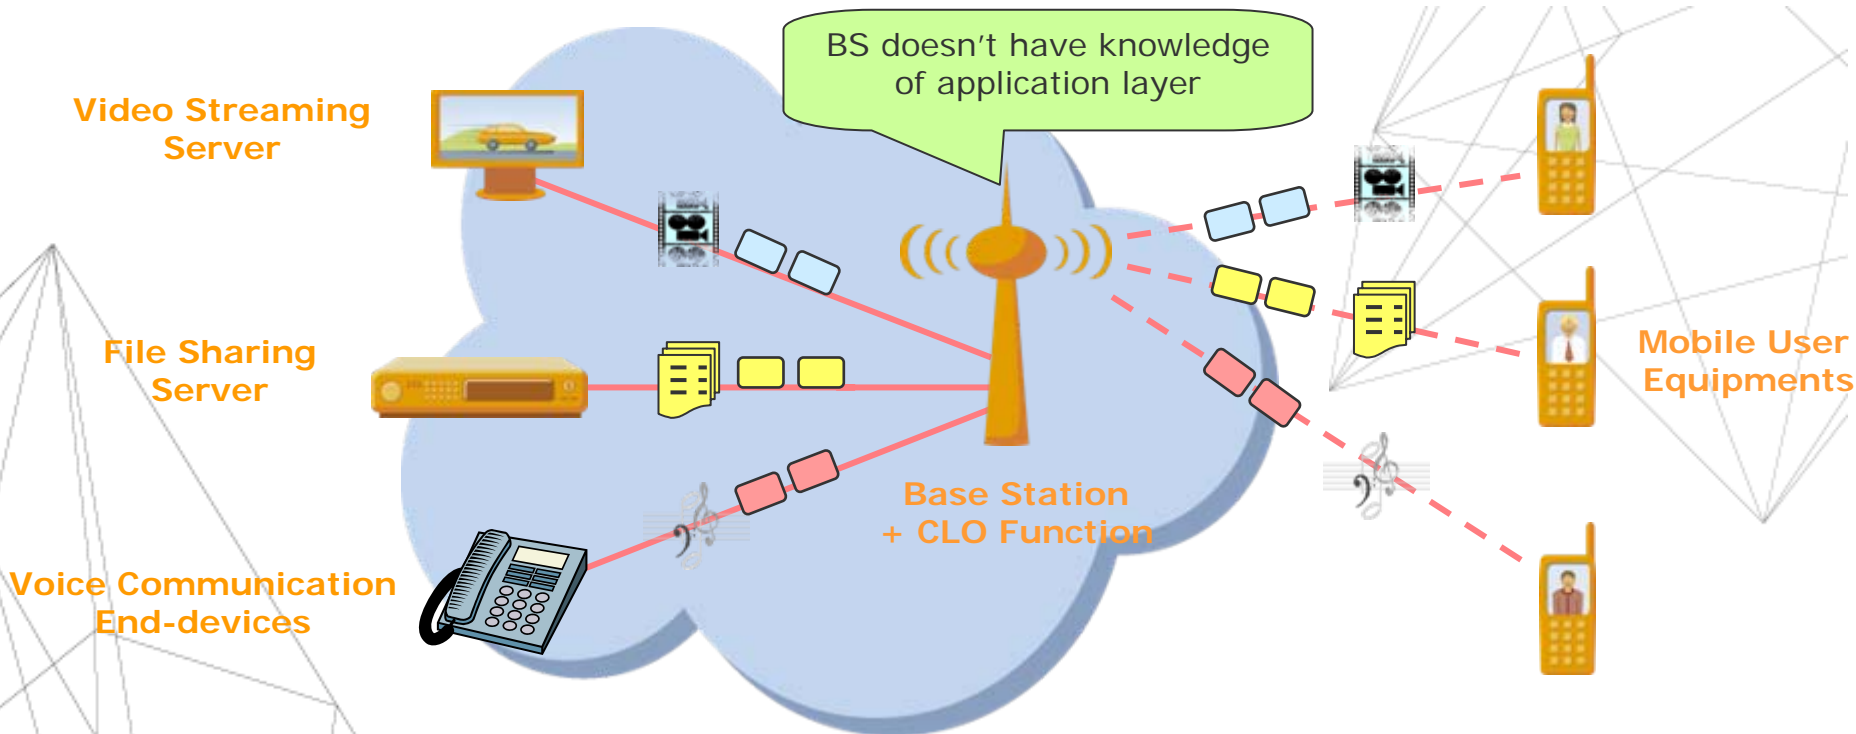 BS doesn't have knowledge
of application layer
Video Streaming
Server
File Sharing
Server
Mobile User
Equipments
Base Station
+ CLO Function
Voice Communication
End-devices